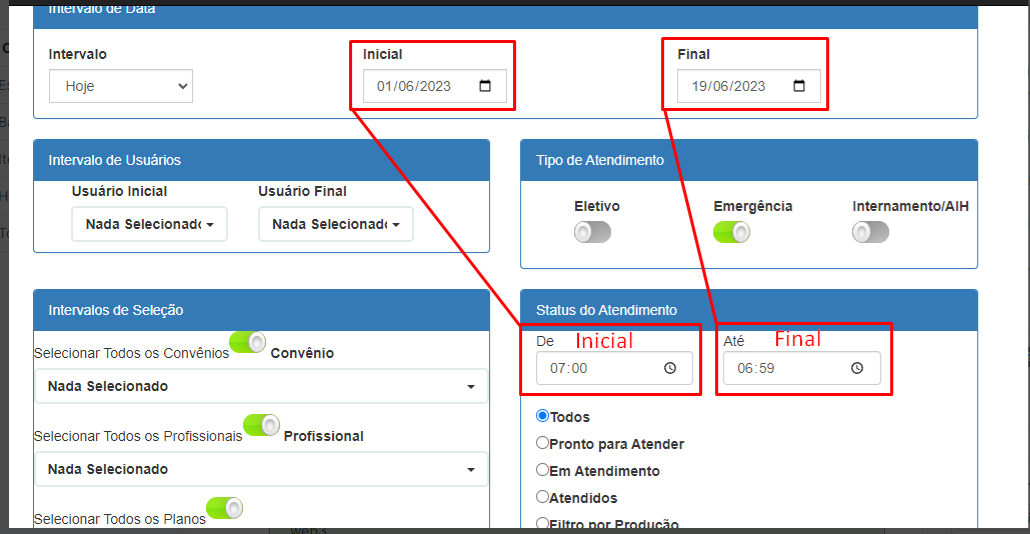 Intervalo de Data
Intervalo
Inicial
Final
Hoje
01/06/2023
19/06/2023
Intervalo de Usuários
Tipo de Atendimento
Usuário Inicial
Usuário Final
Nada Selecionado
Nada Selecionado
Eletivo
Emergência
Internamento/AIH
Intervalos de Seleção
Status do Atendimento
Selecionar Todos os Convênios
Convênio
Nada Selecionado
De
Inicial
Até
Final
07:00
06:59
Selecionar Todos os Profissionais
Profissional
Nada Selecionado
Selecionar Todos os Planos
Todos
Pronto para Atender
Em Atendimento
Atendidos
Filtro por Produção
web3